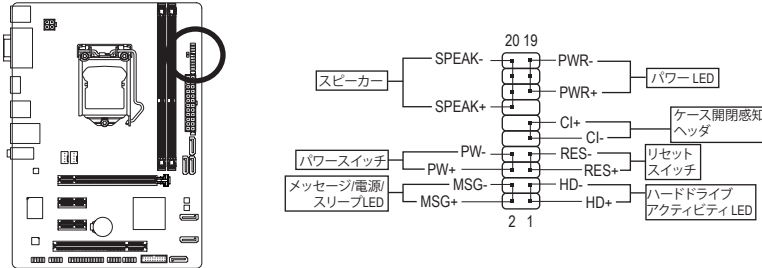 20 19
SPEAK-
PWR-
スピーカー
パワー LED
PWR+
SPEAK+
CI+
ケース開閉感知
ヘッダ
CI-
PW-
RES-
パワースイッチ
リセット
スイッチ
PW+
RES+
メッセージ/電源/
スリープLED
MSG-
HD-
ハードドライブ
アクティビティ LED
MSG+
HD+
2 1